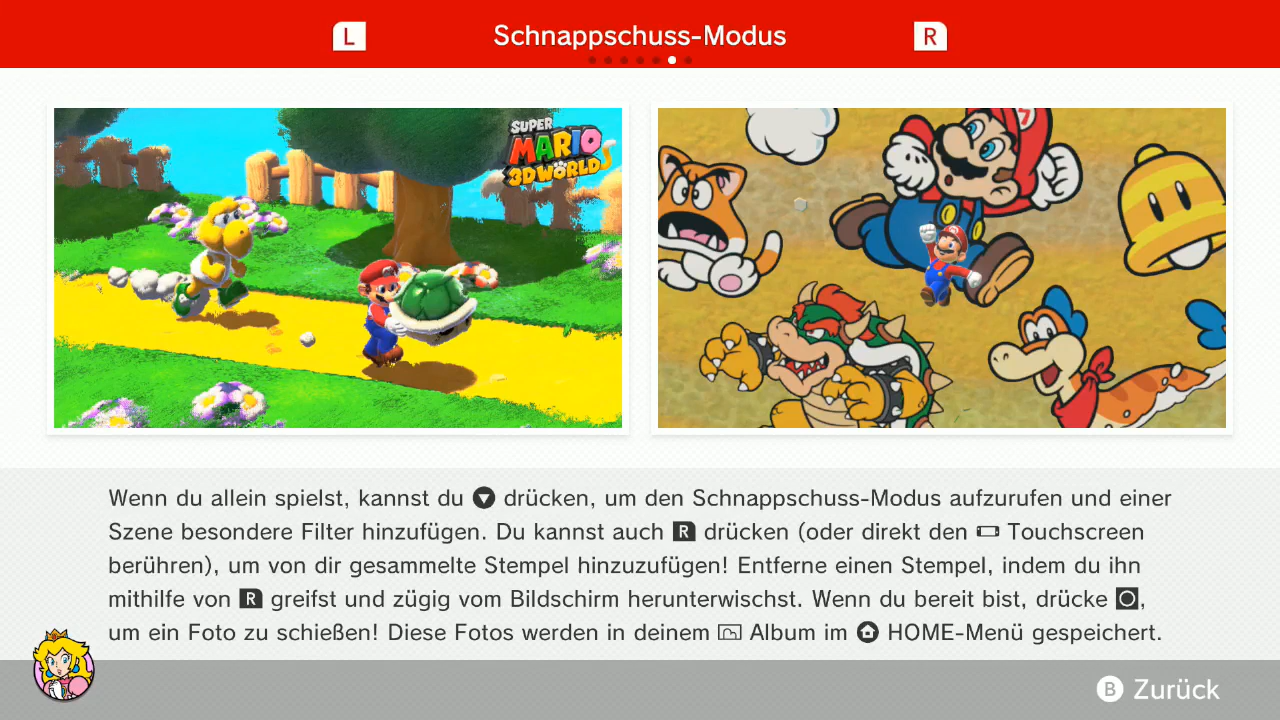 L Schnappschuss-Modus R
SUPER
MARIO
3D WORLD
Wenn du allein spielst, kannst du ▼ drücken, um den Schnappschuss-Modus aufzurufen und einer
Szene besondere Filter hinzufügen. Du kannst auch R drücken (oder direkt den Touchscreen
berühren), um von dir gesammelte Stempel hinzuzufügen! Entferne einen Stempel, indem du ihn
mithilfe von R greifst und zügig vom Bildschirm herunterwischst. Wenn du bereit bist, drücke ,
um ein Foto zu schießen! Diese Fotos werden in deinem Album im HOME-Menü gespeichert.
B Zurück